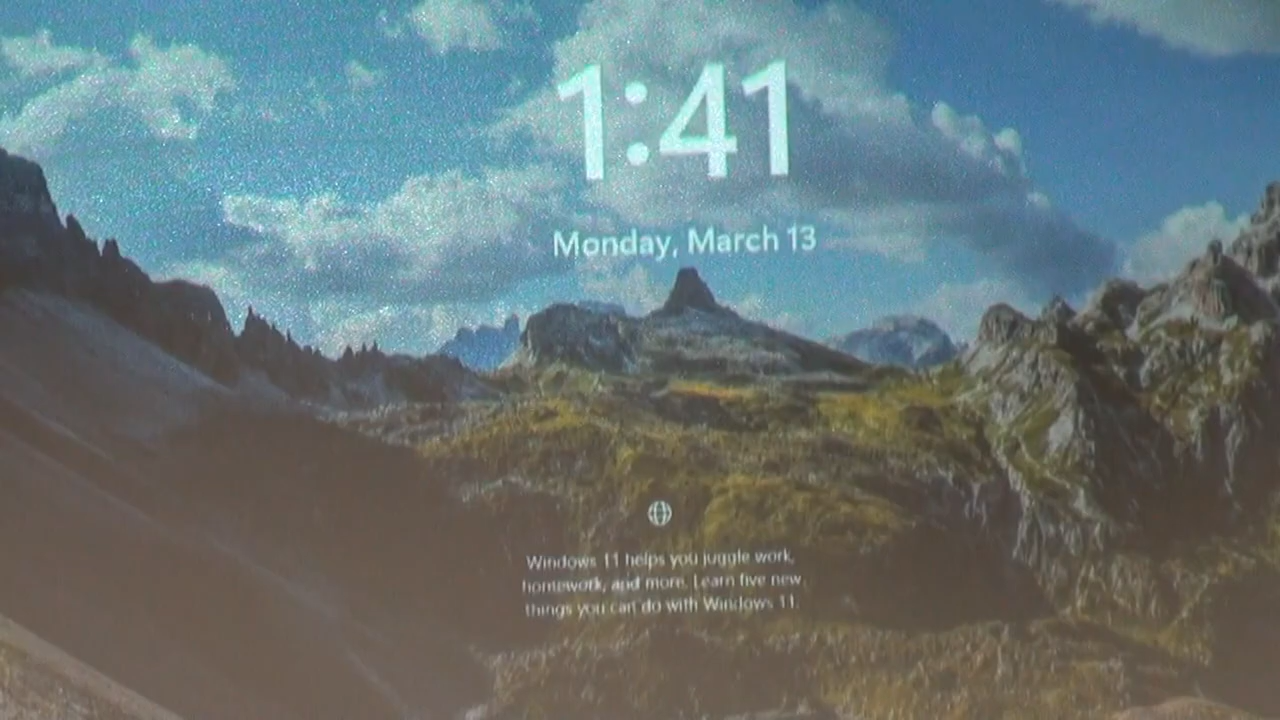 1:41
Monday, March 13
Windows 11 helps you juggle work,
homework, and more. Learn five new
things you can do with Windows 11.